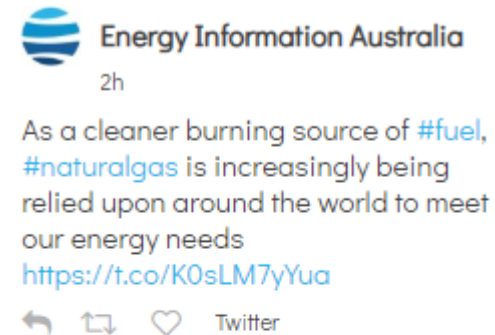 Energy Information Australia
2h
As a cleaner burning source of #fuel,
#naturalgas is increasingly being
relied upon around the world to meet
our energy needs
https://t.co/K0sLM7yYua
Twitter